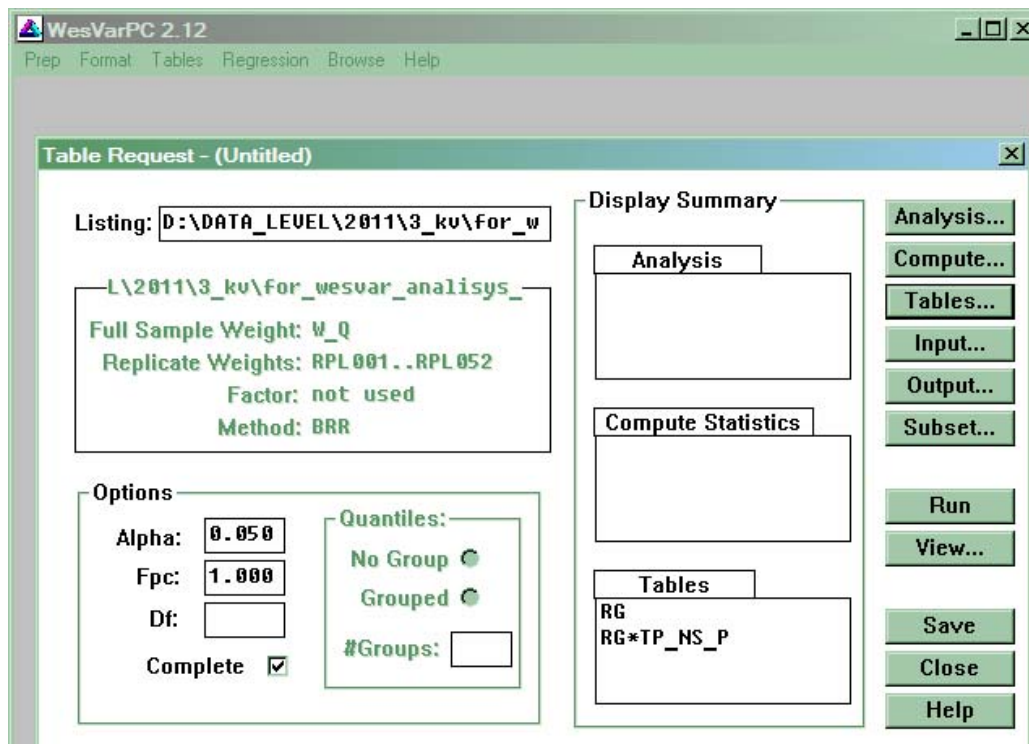 WesVarPC 2.12
Prep Format Tables Regression Browse Help
Table Request - (Untitled)
Listing: D:\DATA_LEVEL\2011\3_kv\for_w
L\2011\3_kv\for_wesvar_analisys_
Full Sample Weight: W_Q
Replicate Weights: RPL001..RPL052
Factor: not used
Method: BRR
Options
Alpha: 0.050
Fpc: 1.000
Df:
Complete
Quantiles:
No Group
Grouped
#Groups:
Display Summary
Analysis
Compute Statistics
Tables
RG
RG*TP_NS_P
Analysis...
Compute...
Tables...
Input...
Output...
Subset...
Run
View...
Save
Close
Help